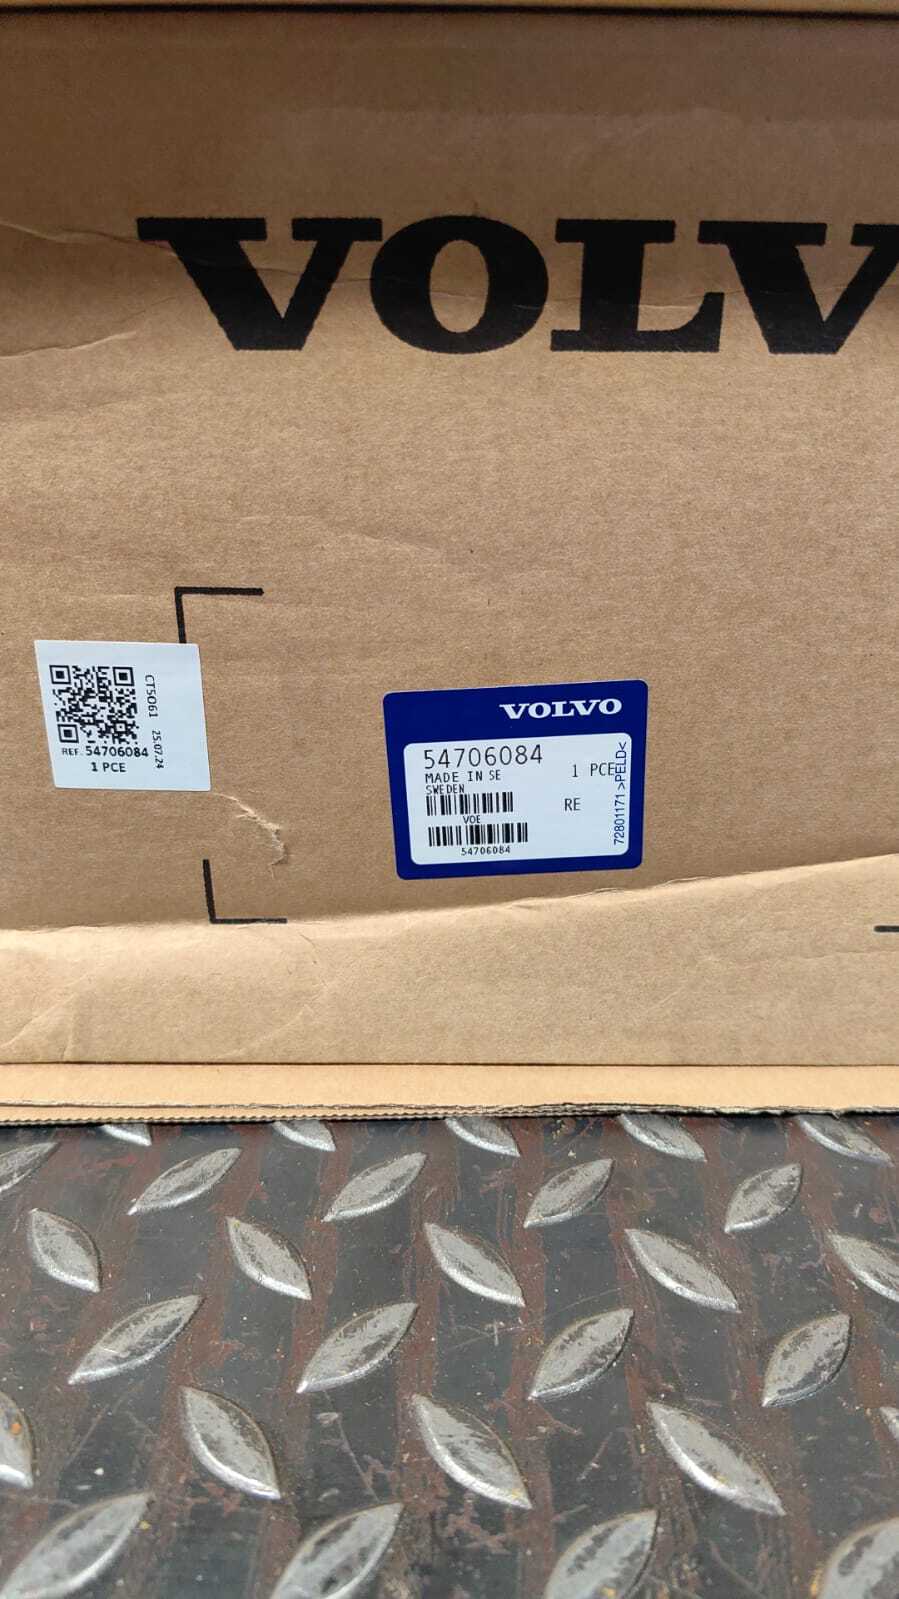 VOLV
CT5061 25.07.24
REF. 54706084
1 PCE
VOLVO
54706084
MADE IN SE
SWEDEN
1 PCE
RE
VOE
54706084
72801171 >PELD<